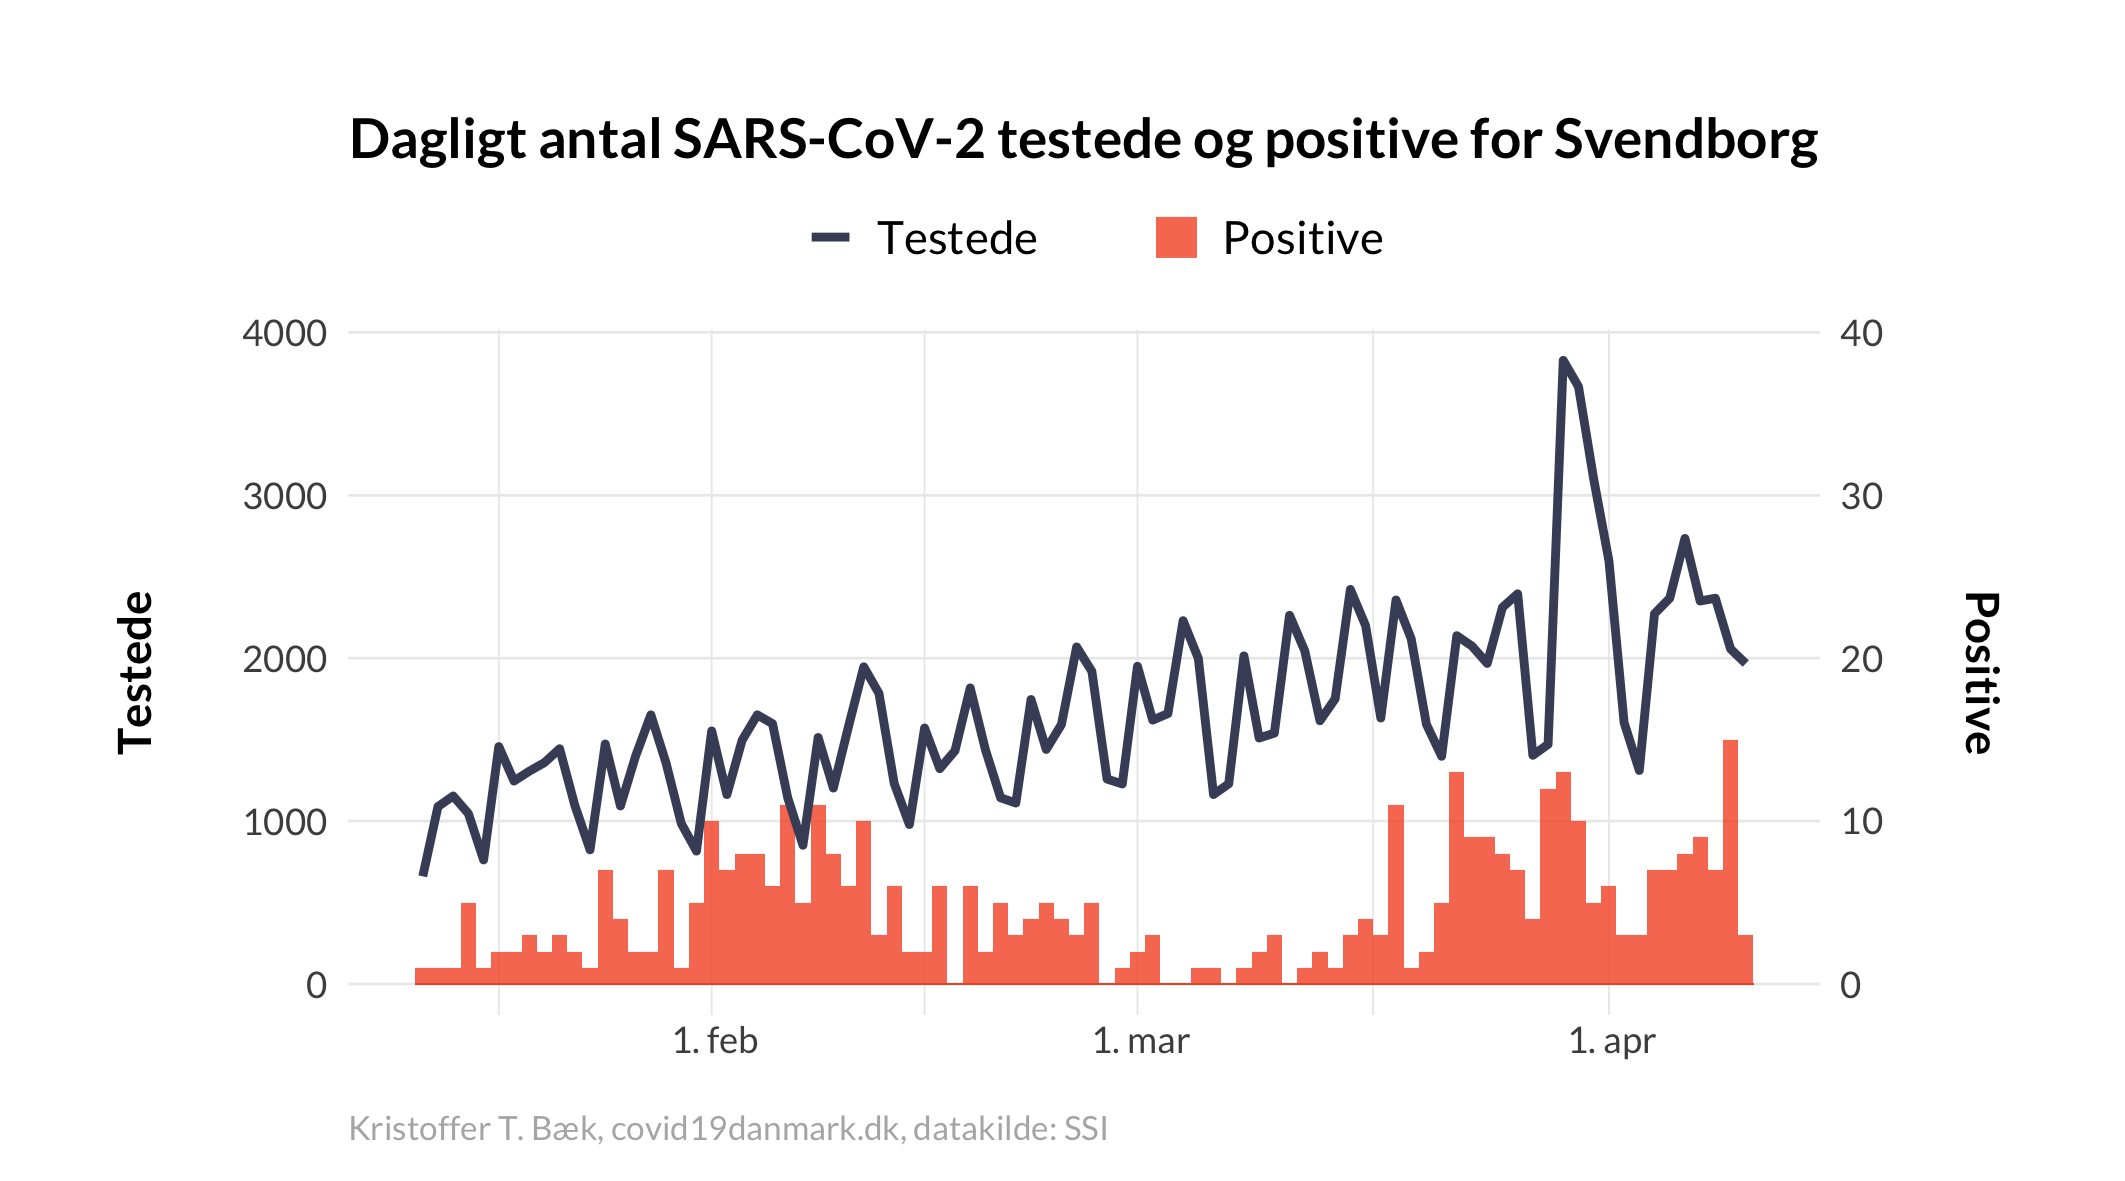 Dagligt antal SARS-CoV-2 testede og positive for Svendborg
Testede
Positive
4000
3000
2000
1000
0
40
30
20
10
0
Testede
Positive
1. feb
1. mar
1. apr
Kristoffer T. Bæk, covid19danmark.dk, datakilde: SSI